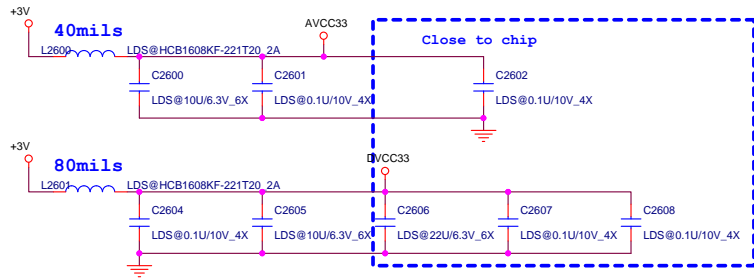 +3V
40mils
AVCC33
Close to chip
L2600 LDS@HCB1608KF-221T20_2A
C2600 C2601 C2602
LDS@10U/6.3V_6X LDS@0.1U/10V_4X LDS@0.1U/10V_4X
+3V
80mils
DVCC33
L2601 LDS@HCB1608KF-221T20_2A
C2604 C2605 C2606 C2607 C2608
LDS@0.1U/10V_4X LDS@10U/6.3V_6X LDS@22U/6.3V_6X LDS@0.1U/10V_4X LDS@0.1U/10V_4X